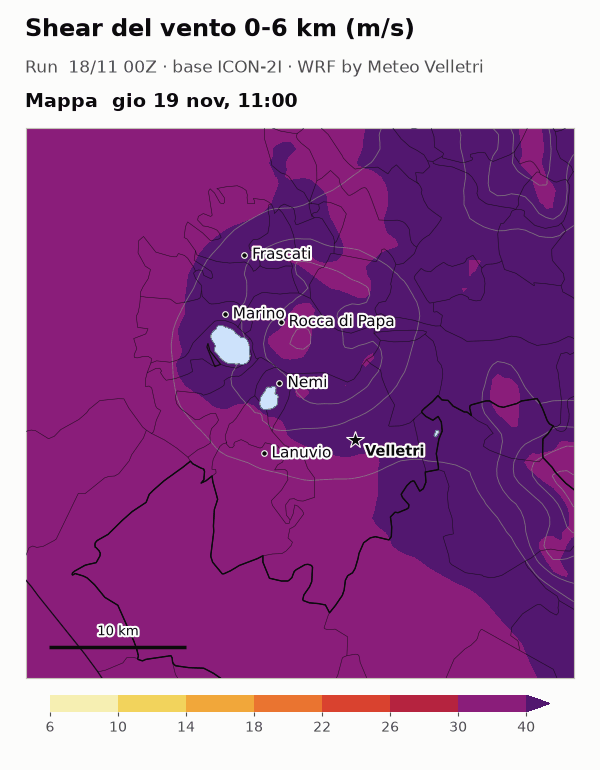 Shear del vento 0-6 km (m/s)
Run  18/11 00Z · base ICON-2I · WRF by Meteo Velletri
Mappa  gio 19 nov, 11:00
Frascati
Marino
Rocca di Papa
Nemi
Velletri
Lanuvio
10 km
6 10 14 18 22 26 30 40